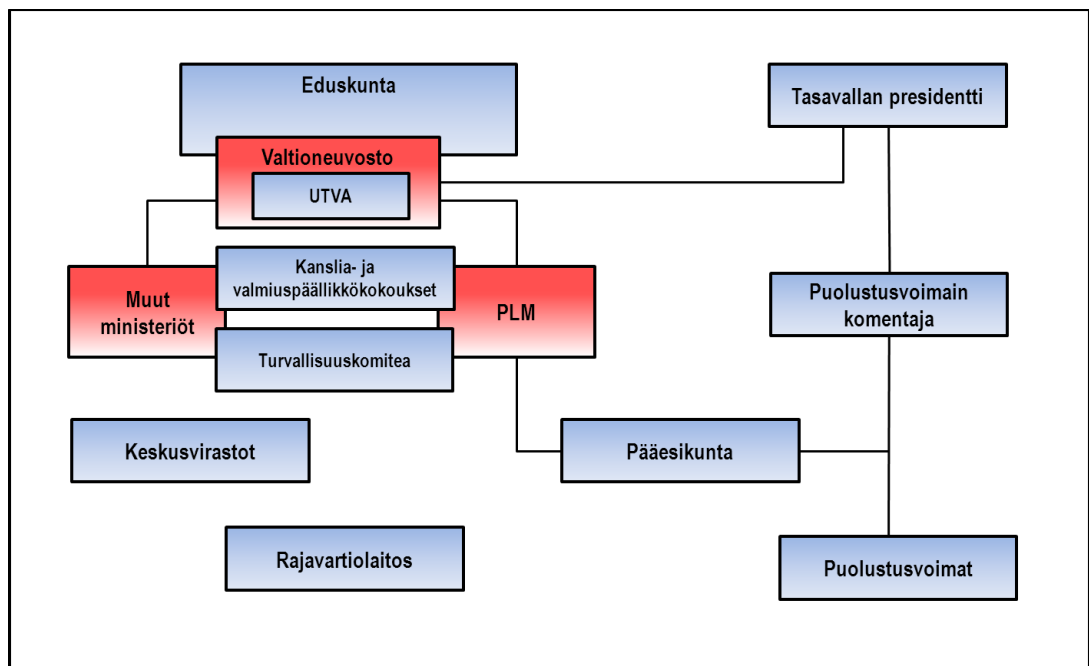 Eduskunta
Tasavallan presidentti
Valtioneuvosto
UTVA
Kanslia- ja
valmiuspäällikkökokoukset
Muut
ministeriöt
PLM
Puolustusvoimain
komentaja
Turvallisuuskomitea
Keskusvirastot
Pääesikunta
Rajavartiolaitos
Puolustusvoimat